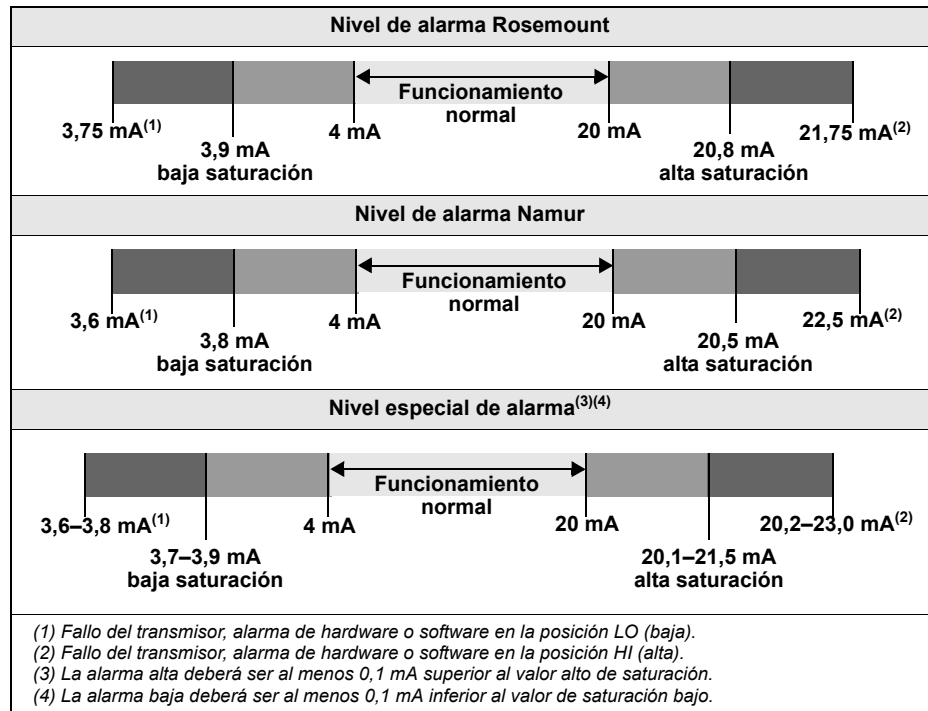 Nivel de alarma Rosemount
Funcionamiento
normal
3,75 mA(1)
4 mA
20 mA
21,75 mA(2)
3,9 mA
baja saturación
20,8 mA
alta saturación
Nivel de alarma Namur
Funcionamiento
normal
3,6 mA(1)
4 mA
20 mA
22,5 mA(2)
3,8 mA
baja saturación
20,5 mA
alta saturación
Nivel especial de alarma(3)(4)
Funcionamiento
normal
3,6–3,8 mA(1)
4 mA
20 mA
20,2–23,0 mA(2)
3,7–3,9 mA
baja saturación
20,1–21,5 mA
alta saturación
(1) Fallo del transmisor, alarma de hardware o software en la posición LO (baja).
(2) Fallo del transmisor, alarma de hardware o software en la posición HI (alta).
(3) La alarma alta deberá ser al menos 0,1 mA superior al valor alto de saturación.
(4) La alarma baja deberá ser al menos 0,1 mA inferior al valor de saturación bajo.